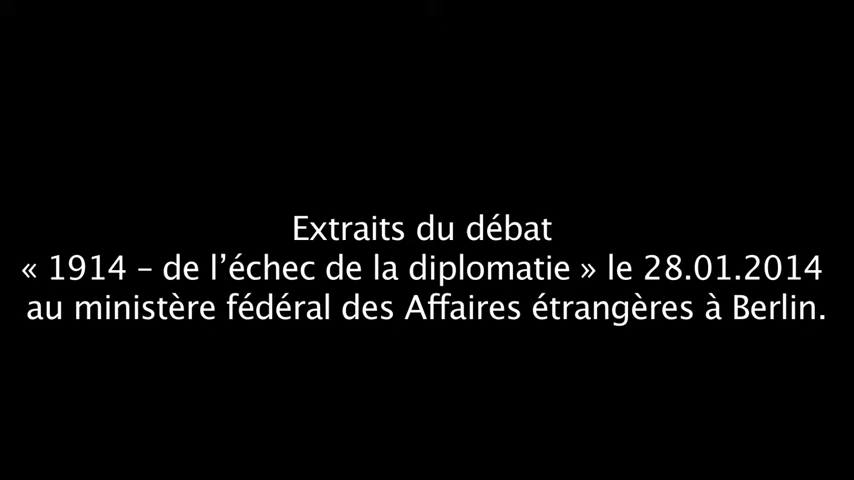 Extraits du débat
« 1914 – de l’échec de la diplomatie » le 28.01.2014
au ministère fédéral des Affaires étrangères à Berlin.